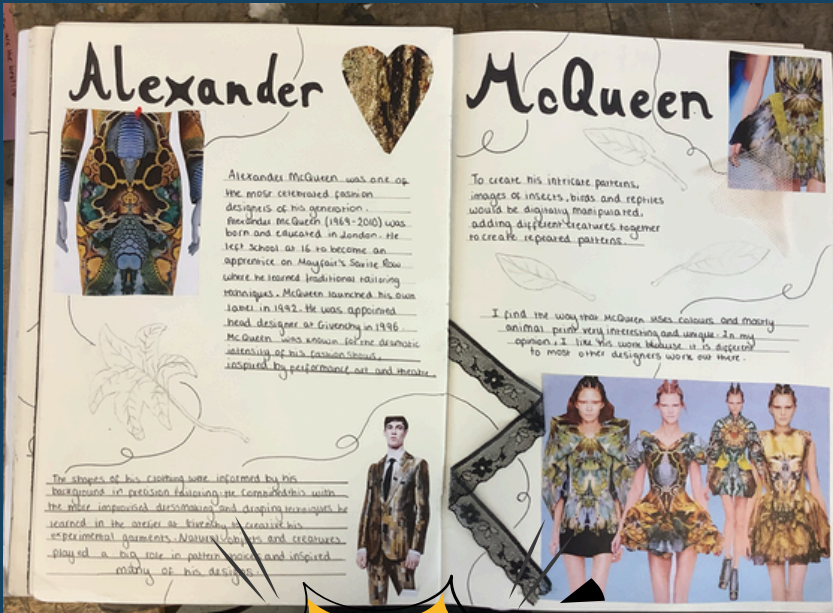 Alexander McQueen
Alexander McQueen was one of
the most celebrated fashion
designers of his generation.
Alexander McQueen (1969-2010) was
born and educated in London. He
left school at 16 to become an
apprentice on Mayfair's Savile Row
where he learned traditional tailoring
techniques. McQueen launched his own
label in 1992. He was appointed
head designer at Givenchy in 1996.
McQueen was known for the dramatic
intensity of his fashion shows,
inspired by performance art and theatre.
The shapes of his clothing were informed by his
background in precision tailoring. He combined this with
the more improvised dressmaking and draping techniques he
learned in the atelier at Givenchy to create his
experimental garments. Natural objects and creatures
played a big role in pattern choices and inspired
many of his designs.
To create his intricate patterns,
images of insects, birds and reptiles
would be digitally manipulated,
adding different creatures together
to create repeated patterns.
I find the way that McQueen uses colours and mostly
animal print very interesting and unique. In my
opinion, I like his work because it is different
to most other designers work out there.